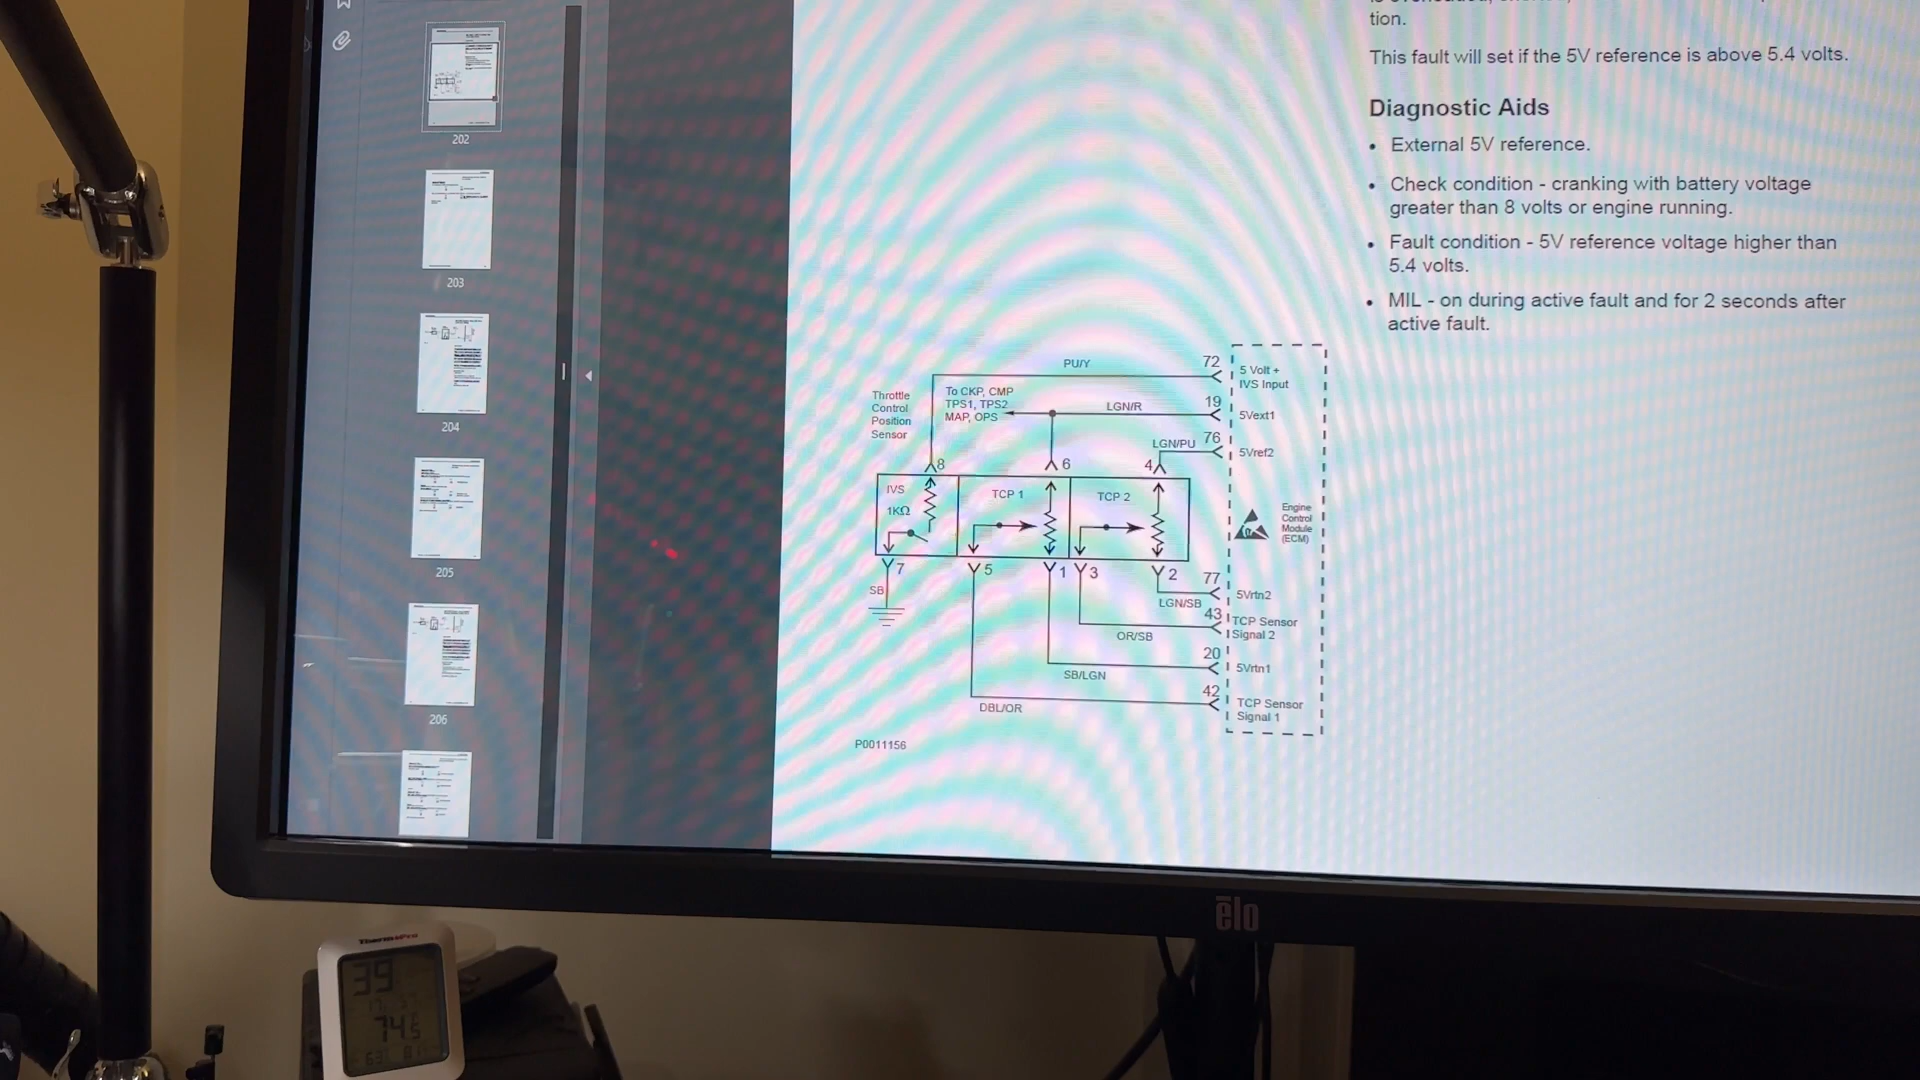 tion.
This fault will set if the 5V reference is above 5.4 volts.
Diagnostic Aids
• External 5V reference.
• Check condition - cranking with battery voltage
greater than 8 volts or engine running.
• Fault condition - 5V reference voltage higher than
5.4 volts.
• MIL - on during active fault and for 2 seconds after
active fault.
202
203
204
205
206
PU/Y
72
5 Volt +
IVS Input
Throttle
Control
Position
Sensor
To CKP, CMP
TPS1, TPS2
MAP, OPS
LGN/R
19
5Vext1
LGN/PU
76
5Vref2
8
6
4
IVS
1KΩ
TCP 1
TCP 2
Engine
Control
Module
(ECM)
7
5
1
3
2
77
5Vrtn2
SB
LGN/SB
43
TCP Sensor
Signal 2
OR/SB
20
5Vrtn1
SB/LGN
42
TCP Sensor
Signal 1
DBL/OR
P0011156
elo
ThermoPro
39